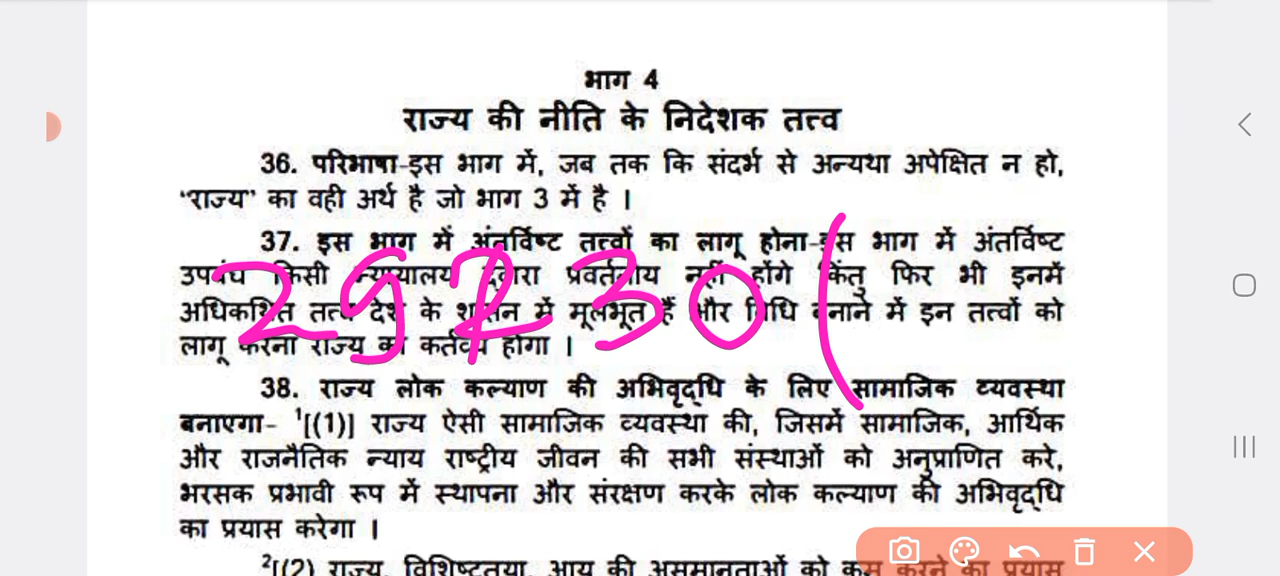 भाग 4
राज्य की नीति के निदेशक तत्त्व
36. परिभाषा-इस भाग में, जब तक कि संदर्भ से अन्यथा अपेक्षित न हो,
"राज्य" का वही अर्थ है जो भाग 3 में है ।
37. इस भाग में अंतर्विष्ट तत्त्वों का लागू होना-इस भाग में अंतर्विष्ट
उपबंध किसी न्यायालय द्वारा प्रवर्तनीय नहीं होंगे किंतु फिर भी इनमें
अधिकथित तत्त्व देश के शासन में मूलभूत हैं और विधि बनाने में इन तत्त्वों को
लागू करना राज्य का कर्तव्य होगा ।
30(
38. राज्य लोक कल्याण की अभिवृद्धि के लिए सामाजिक व्यवस्था
बनाएगा- ¹[(1)] राज्य ऐसी सामाजिक व्यवस्था की, जिसमें सामाजिक, आर्थिक
और राजनैतिक न्याय राष्ट्रीय जीवन की सभी संस्थाओं को अनुप्राणित करे,
भरसक प्रभावी रूप में स्थापना और संरक्षण करके लोक कल्याण की अभिवृद्धि
का प्रयास करेगा ।
²[(2) राज्य, विशिष्टतया, आय की असमानताओं को कम करने का प्रयास